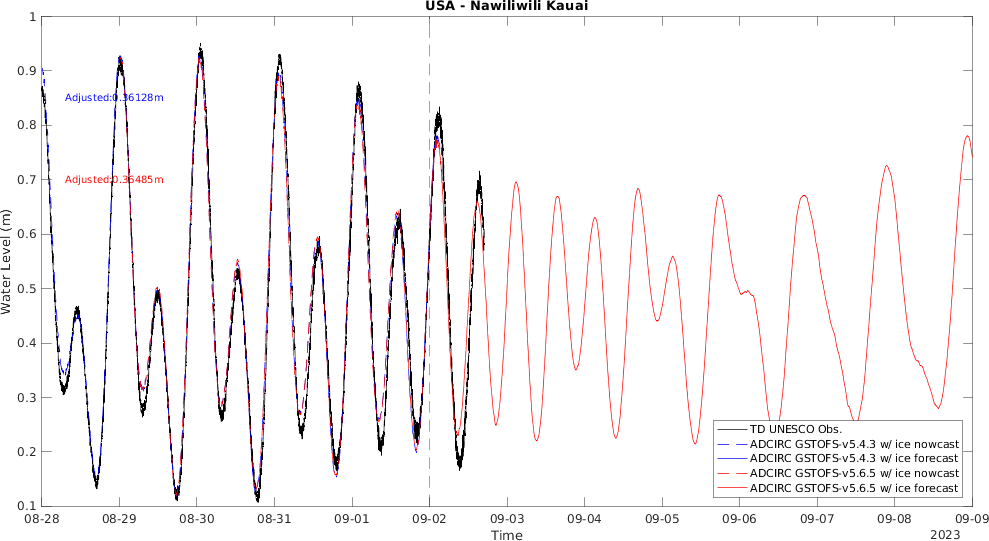 USA - Nawiliwili Kauai
1
0.9
0.8
0.7
0.6
0.5
0.4
0.3
0.2
0.1
Water Level (m)
Adjusted:0.36128m
Adjusted:0.35485m
TD UNESCO Obs.
ADCIRC GSTOFS-v5.4.3 w/ ice nowcast
ADCIRC GSTOFS-v5.4.3 w/ ice forecast
ADCIRC GSTOFS-v5.6.5 w/ ice nowcast
ADCIRC GSTOFS-v5.6.5 w/ ice forecast
08-28 08-29 08-30 08-31 09-01 09-02 09-03 09-04 09-05 09-06 09-07 09-08 09-09
Time
2023